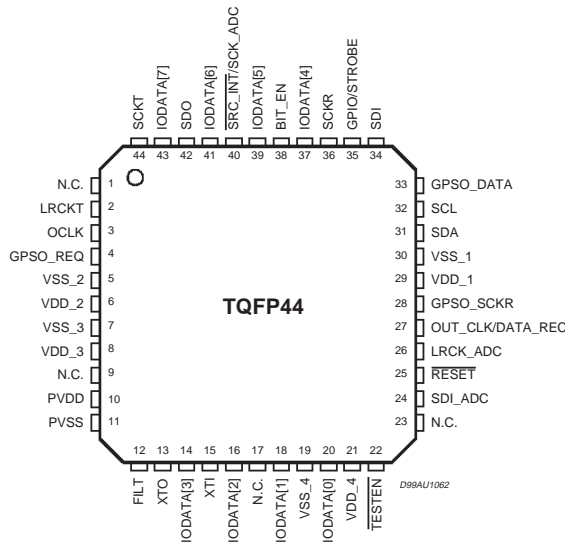 SCKT
IODATA[7]
SDO
IODATA[6]
SRC_INT/SCK_ADC
IODATA[5]
BIT_EN
IODATA[4]
SCKR
GPIO/STROBE
SDI
44 43 42 41 40 39 38 37 36 35 34
N.C. 1
LRCKT 2
OCLK 3
GPSO_REQ 4
VSS_2 5
VDD_2 6
VSS_3 7
VDD_3 8
N.C. 9
PVDD 10
PVSS 11
TQFP44
33 GPSO_DATA
32 SCL
31 SDA
30 VSS_1
29 VDD_1
28 GPSO_SCKR
27 OUT_CLK/DATA_REQ
26 LRCK_ADC
25 RESET
24 SDI_ADC
23 N.C.
12 13 14 15 16 17 18 19 20 21 22
FILT
XTO
IODATA[3]
XTI
IODATA[2]
N.C.
IODATA[1]
VSS_4
IODATA[0]
VDD_4
TESTEN
D99AU1062